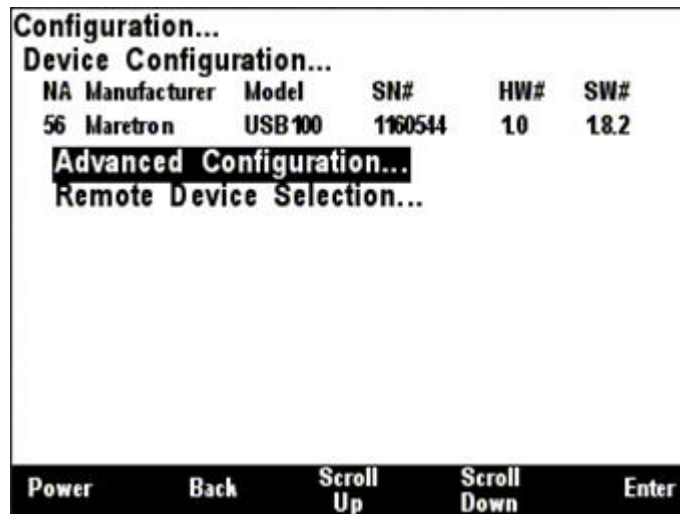 Configuration...
Device Configuration...
NA Manufacturer Model SN# HW# SW#
56 Maretron USB100 1160544 1.0 1.8.2
Advanced Configuration...
Remote Device Selection...
Power Back Scroll Up Scroll Down Enter